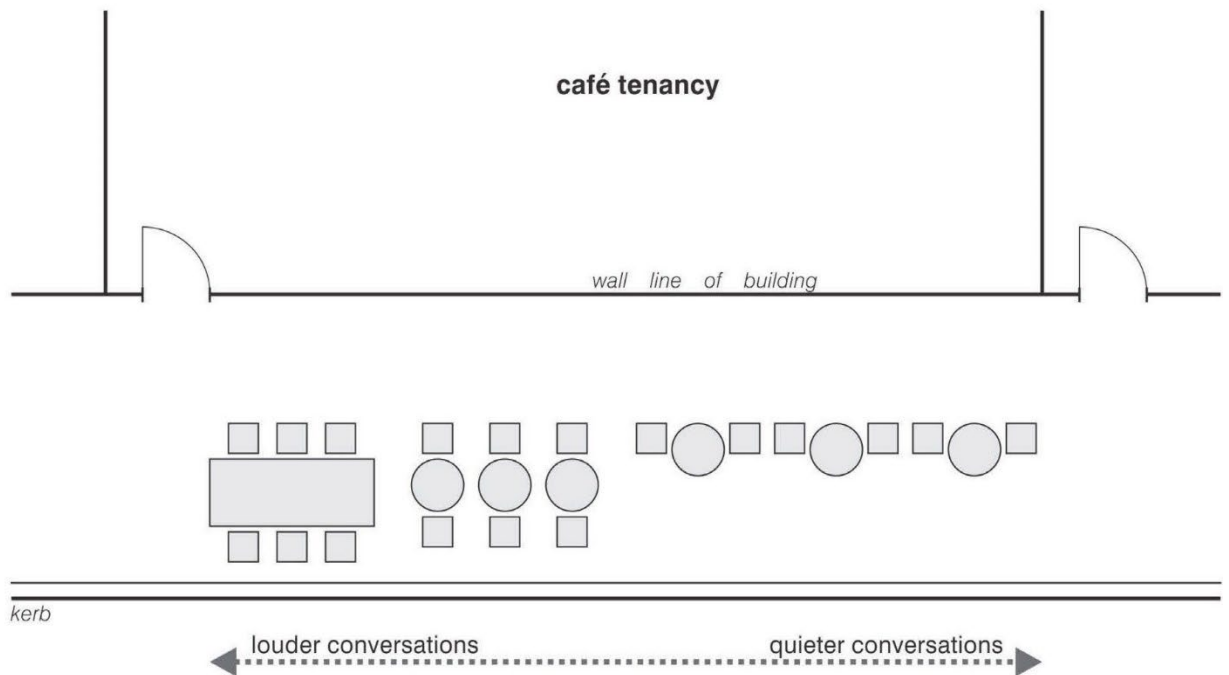 café tenancy
wall line of building
kerb
louder conversations
quieter conversations